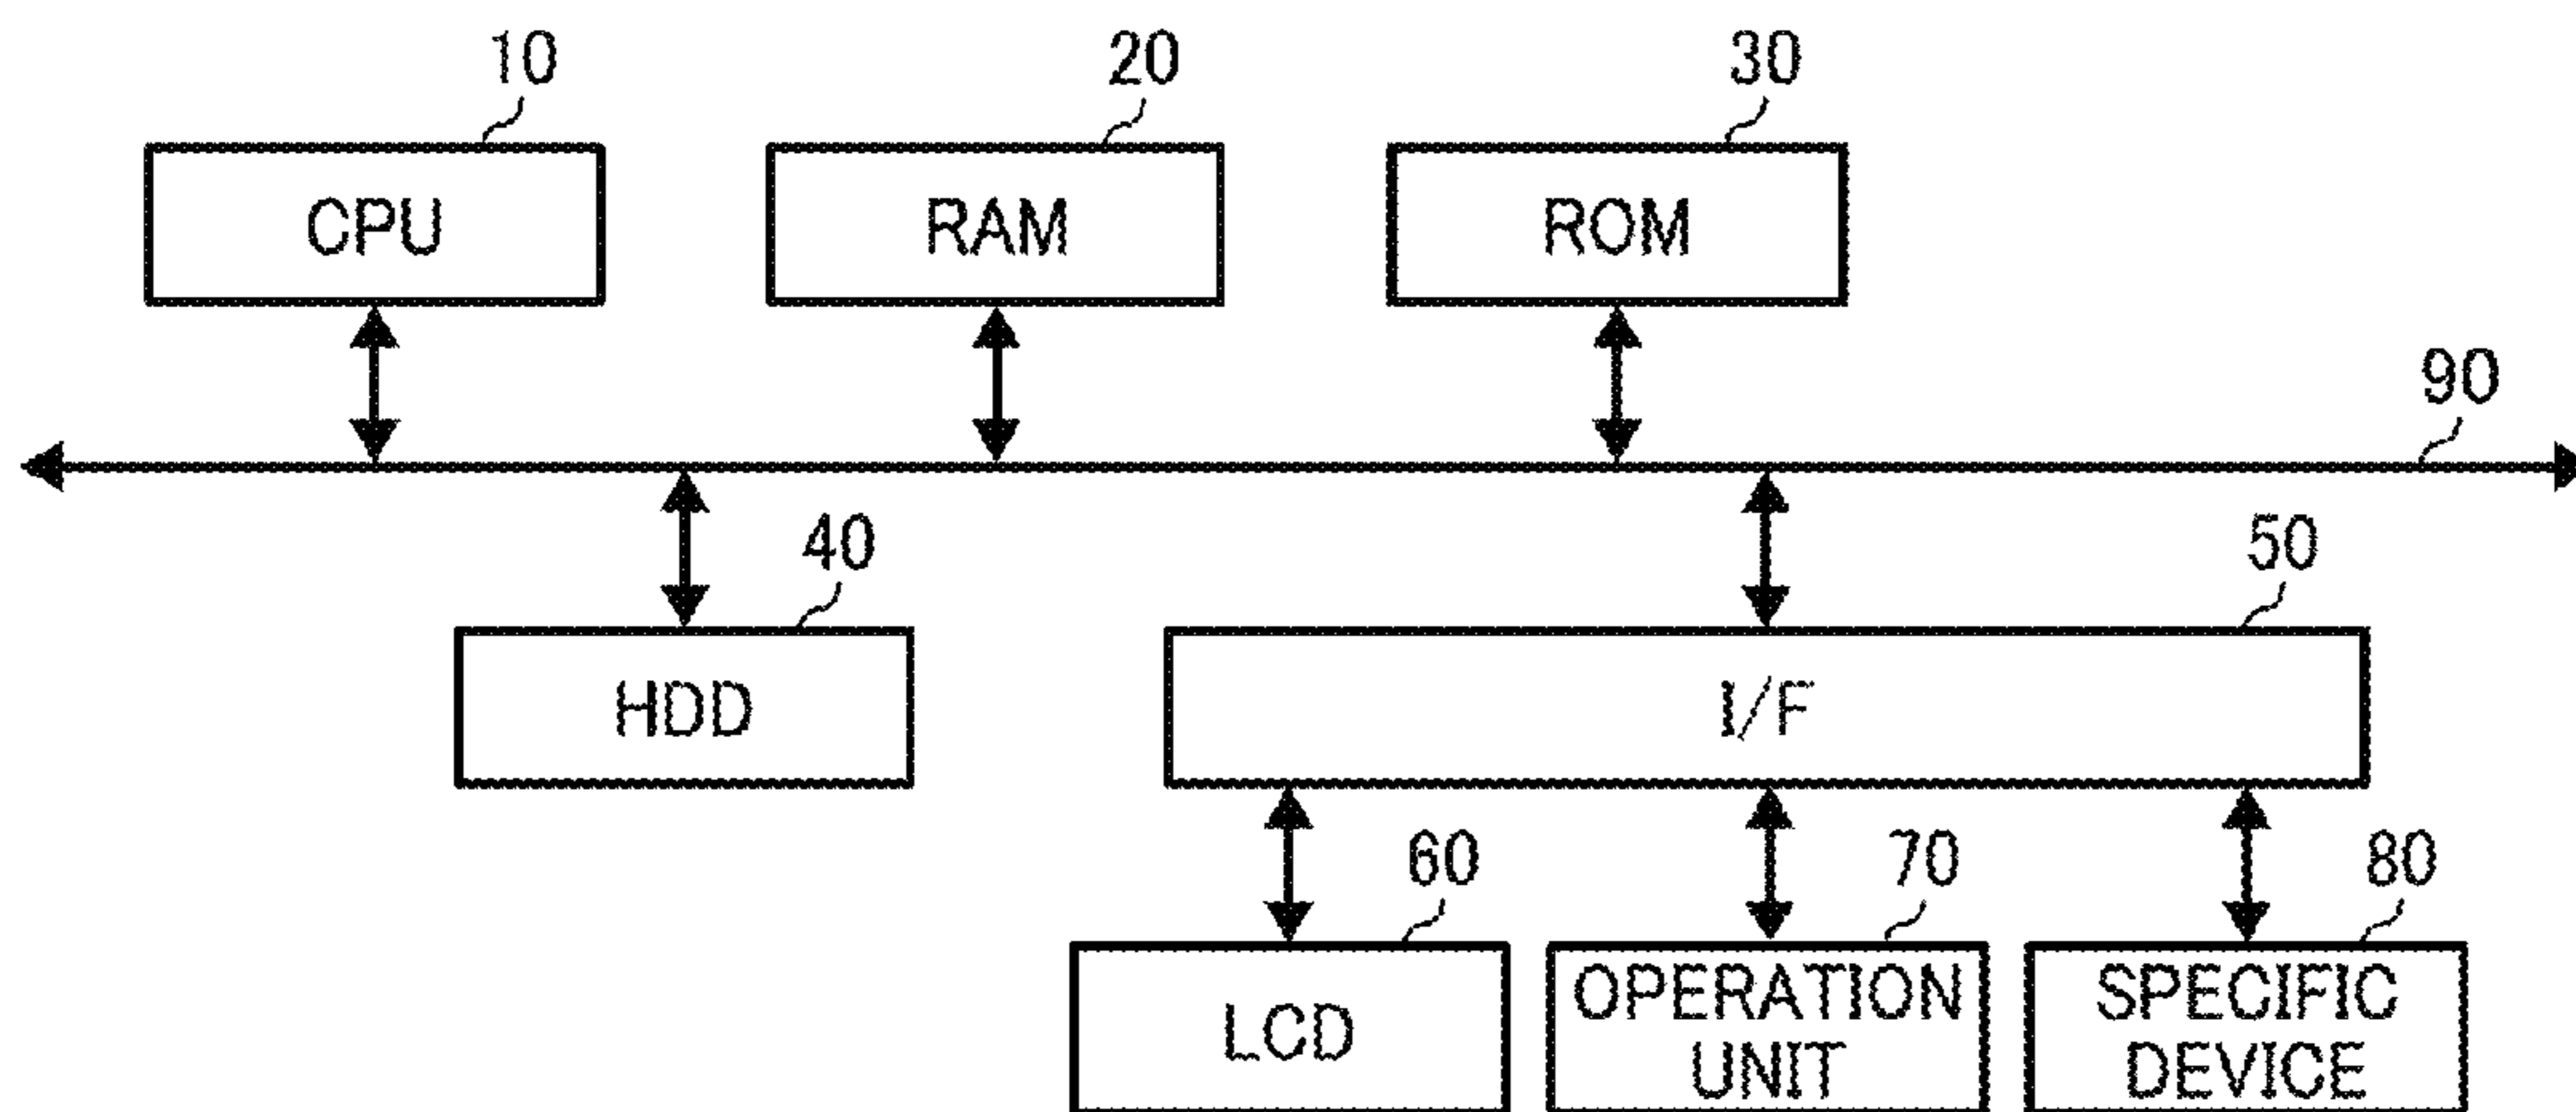 10
20
30
CPU
RAM
ROM
90
40
50
HDD
I/F
60
70
80
LCD
OPERATION
UNIT
SPECIFIC
DEVICE